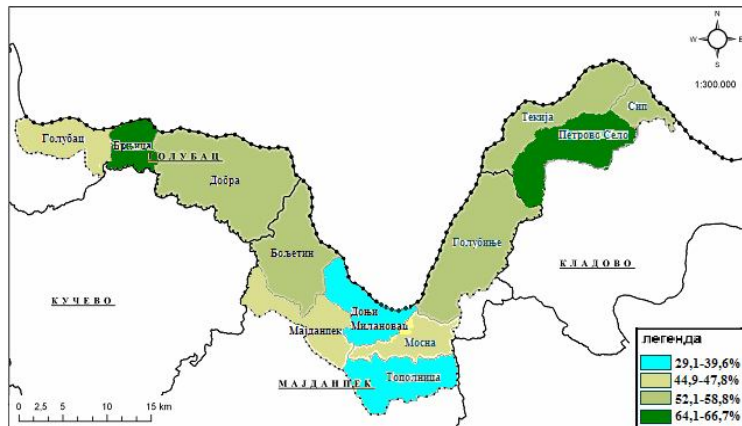 N
W E
S
1:300.000
Голубац
Брњица
ГОЛУБАЦ
Добра
Текија
Сип
Петрово Село
Бољетин
Голубиње
КЛАДОВО
КУЧЕВО
Доњи
Милановац
Мајданпек
Мосна
МАЈДАНПЕК
Тополница
легенда
29,1-39,6%
44,9-47,8%
52,1-58,8%
64,1-66,7%
0 2,5 5 10 15 km